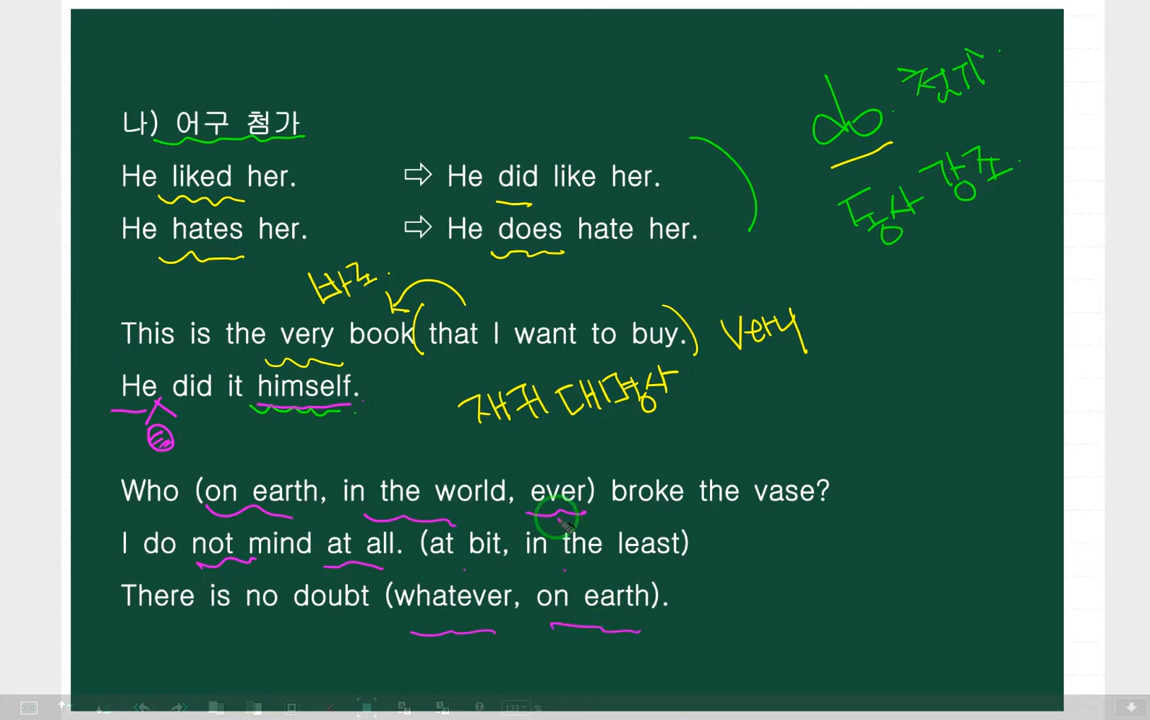 나) 어구 첨가
He liked her. ⇨ He did like her.
He hates her. ⇨ He does hate her.
do 첨가
동사 강조
바로
This is the very book (that I want to buy.) very
He did it himself.
재귀대명사
Who (on earth, in the world, ever) broke the vase?
I do not mind at all. (at bit, in the least)
There is no doubt (whatever, on earth).
133 %